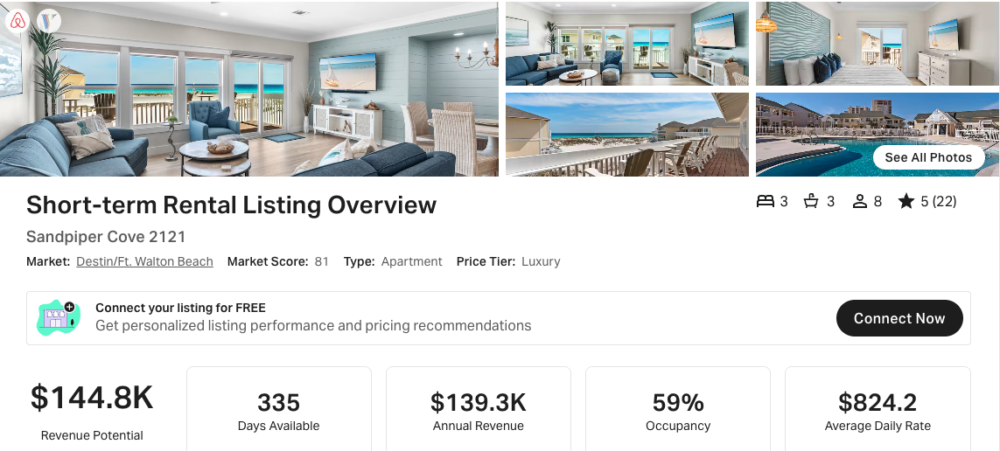 See All Photos
Short-term Rental Listing Overview
3 3 8 5 (22)
Sandpiper Cove 2121
Market: Destin/Ft. Walton Beach Market Score: 81 Type: Apartment Price Tier: Luxury
Connect your listing for FREE
Get personalized listing performance and pricing recommendations
Connect Now
$144.8K
Revenue Potential
335
Days Available
$139.3K
Annual Revenue
59%
Occupancy
$824.2
Average Daily Rate